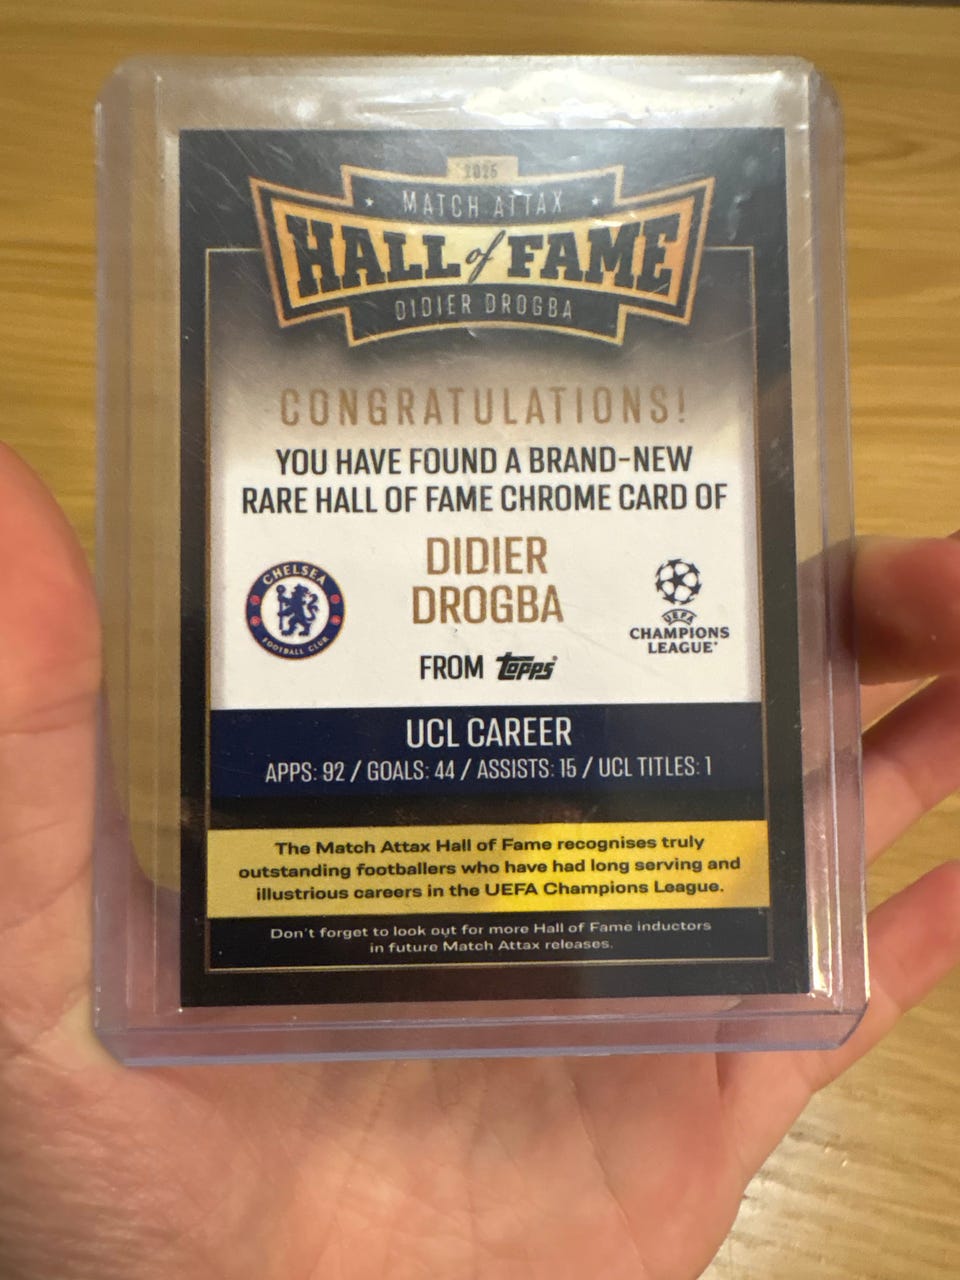 2025
MATCH ATTAX
HALL of FAME
DIDIER DROGBA
CONGRATULATIONS!
YOU HAVE FOUND A BRAND-NEW
RARE HALL OF FAME CHROME CARD OF
DIDIER
DROGBA
CHELSEA
FOOTBALL CLUB
UEFA
CHAMPIONS
LEAGUE®
FROM topps®
UCL CAREER
APPS: 92 / GOALS: 44 / ASSISTS: 15 / UCL TITLES: 1
The Match Attax Hall of Fame recognises truly
outstanding footballers who have had long serving and
illustrious careers in the UEFA Champions League.
Don't forget to look out for more Hall of Fame inductors
in future Match Attax releases.